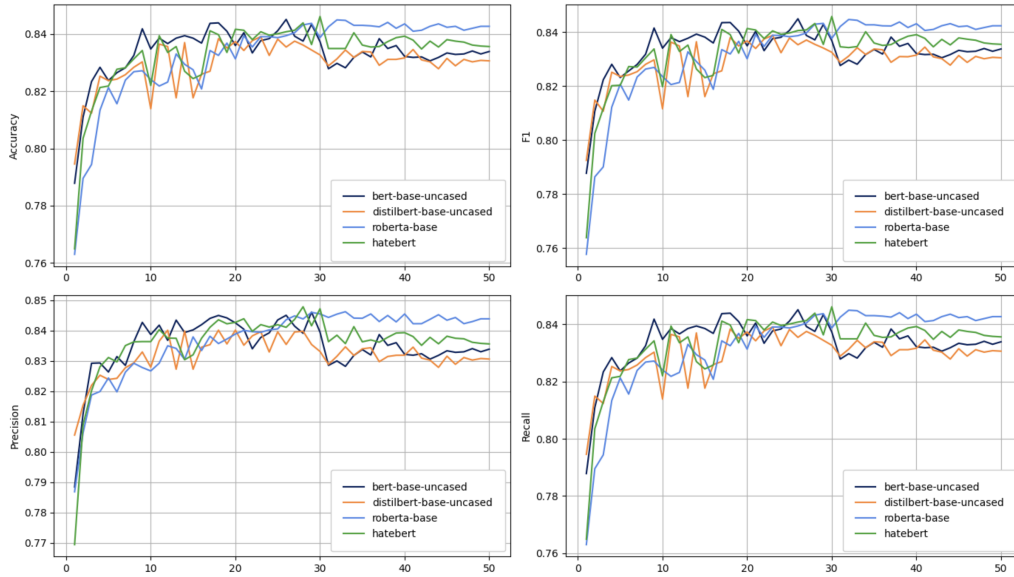 Accuracy
0.84
0.82
0.80
0.78
0.76
0
10
20
30
40
50
bert-base-uncased
distilbert-base-uncased
roberta-base
hatebert
F1
0.84
0.82
0.80
0.78
0.76
0
10
20
30
40
50
bert-base-uncased
distilbert-base-uncased
roberta-base
hatebert
Precision
0.85
0.84
0.83
0.82
0.81
0.80
0.79
0.78
0.77
0
10
20
30
40
50
bert-base-uncased
distilbert-base-uncased
roberta-base
hatebert
Recall
0.84
0.82
0.80
0.78
0.76
0
10
20
30
40
50
bert-base-uncased
distilbert-base-uncased
roberta-base
hatebert